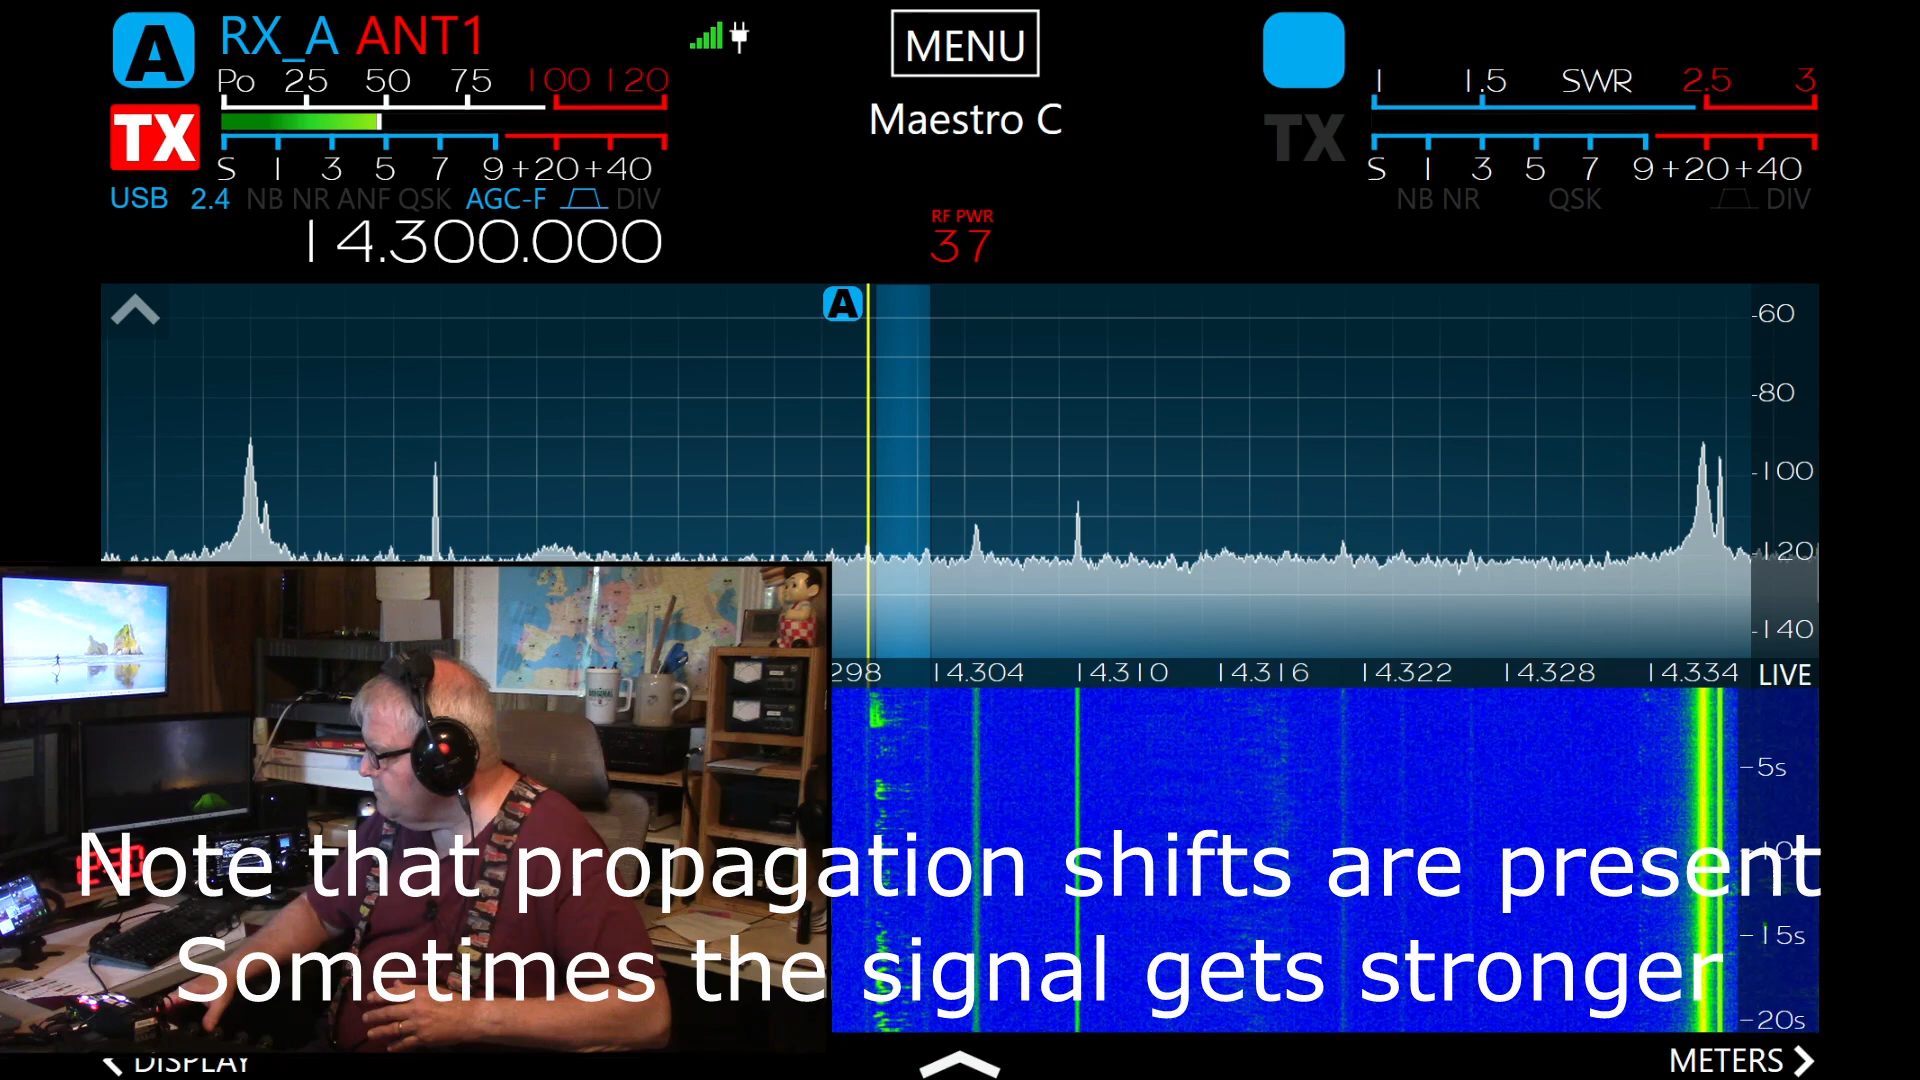 A RX_A ANT1
MENU
Po 25 50 75 100 120
1 1.5 SWR 2.5 3
Maestro C
TX
TX
S 1 3 5 7 9 +20 +40
S 1 3 5 7 9 +20 +40
USB 2.4 NB NR ANF QSK AGC-F DIV
NB NR QSK DIV
14.300.000
RF PWR
37
A
-60
-80
-100
-120
-140
298 14.304 14.310 14.316 14.322 14.328 14.334 LIVE
-5s
Note that propagation shifts are present
-15s
Sometimes the signal gets stronger
-20s
DISPLAY
METERS